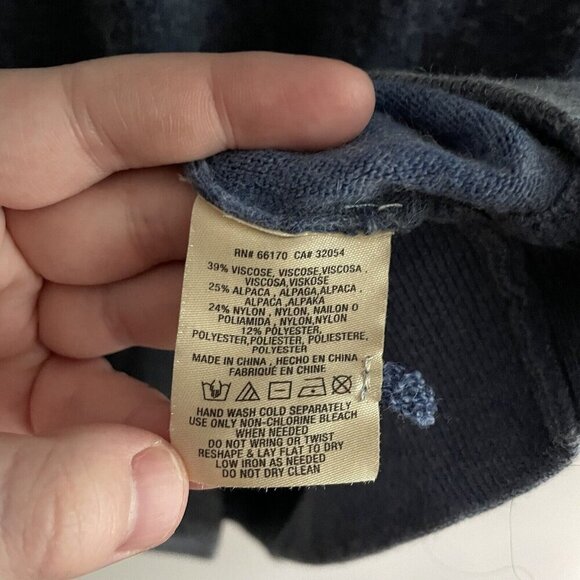 RN# 66170 CA# 32054
39% VISCOSE, VISCOSE,VISCOSA ,
VISCOSA,VISKOSE
25% ALPACA , ALPAGA,ALPACA ,
ALPACA ,ALPAKA
24% NYLON , NYLON, NAILON O
POLIAMIDA , NYLON,NYLON
12% POLYESTER,
POLYESTER,POLIESTER, POLIESTERE,
POLYESTER
MADE IN CHINA , HECHO EN CHINA ,
FABRIQUÉ EN CHINE
HAND WASH COLD SEPARATELY
USE ONLY NON-CHLORINE BLEACH
WHEN NEEDED
DO NOT WRING OR TWIST
RESHAPE & LAY FLAT TO DRY
LOW IRON AS NEEDED
DO NOT DRY CLEAN